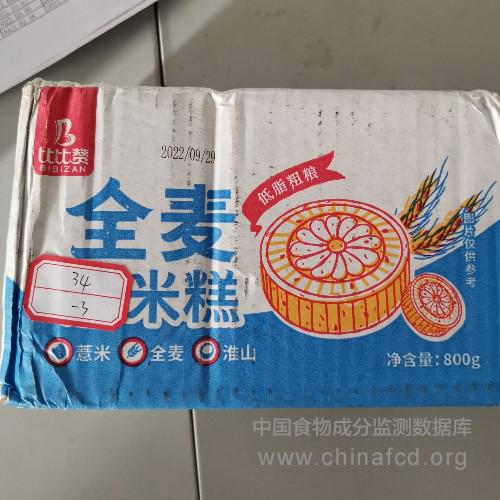 比比赞
BIBIZAN
2022/09/29
低脂粗粮
全麦
米糕
图片仅供参考
34
-3
薏米 全麦 淮山
净含量:800g
中国食物成分监测数据库
www.chinafcd.org